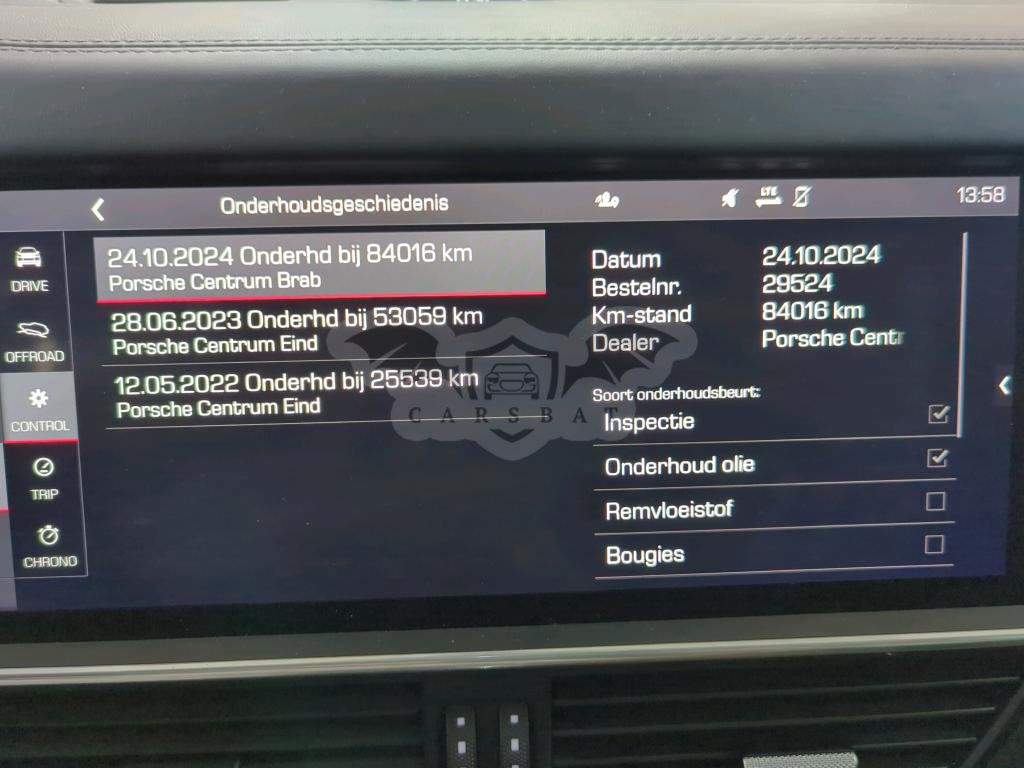 Onderhoudsgeschiedenis
LTE
13:58
DRIVE
OFFROAD
CONTROL
TRIP
CHRONO
24.10.2024 Onderhd bij 84016 km
Porsche Centrum Brab
28.06.2023 Onderhd bij 53059 km
Porsche Centrum Eind
12.05.2022 Onderhd bij 25539 km
Porsche Centrum Eind
Datum 24.10.2024
Bestelnr. 29524
Km-stand 84016 km
Dealer Porsche Centr
Soort onderhoudsbeurt:
Inspectie
Onderhoud olie
Remvloeistof
Bougies
CARSBAT